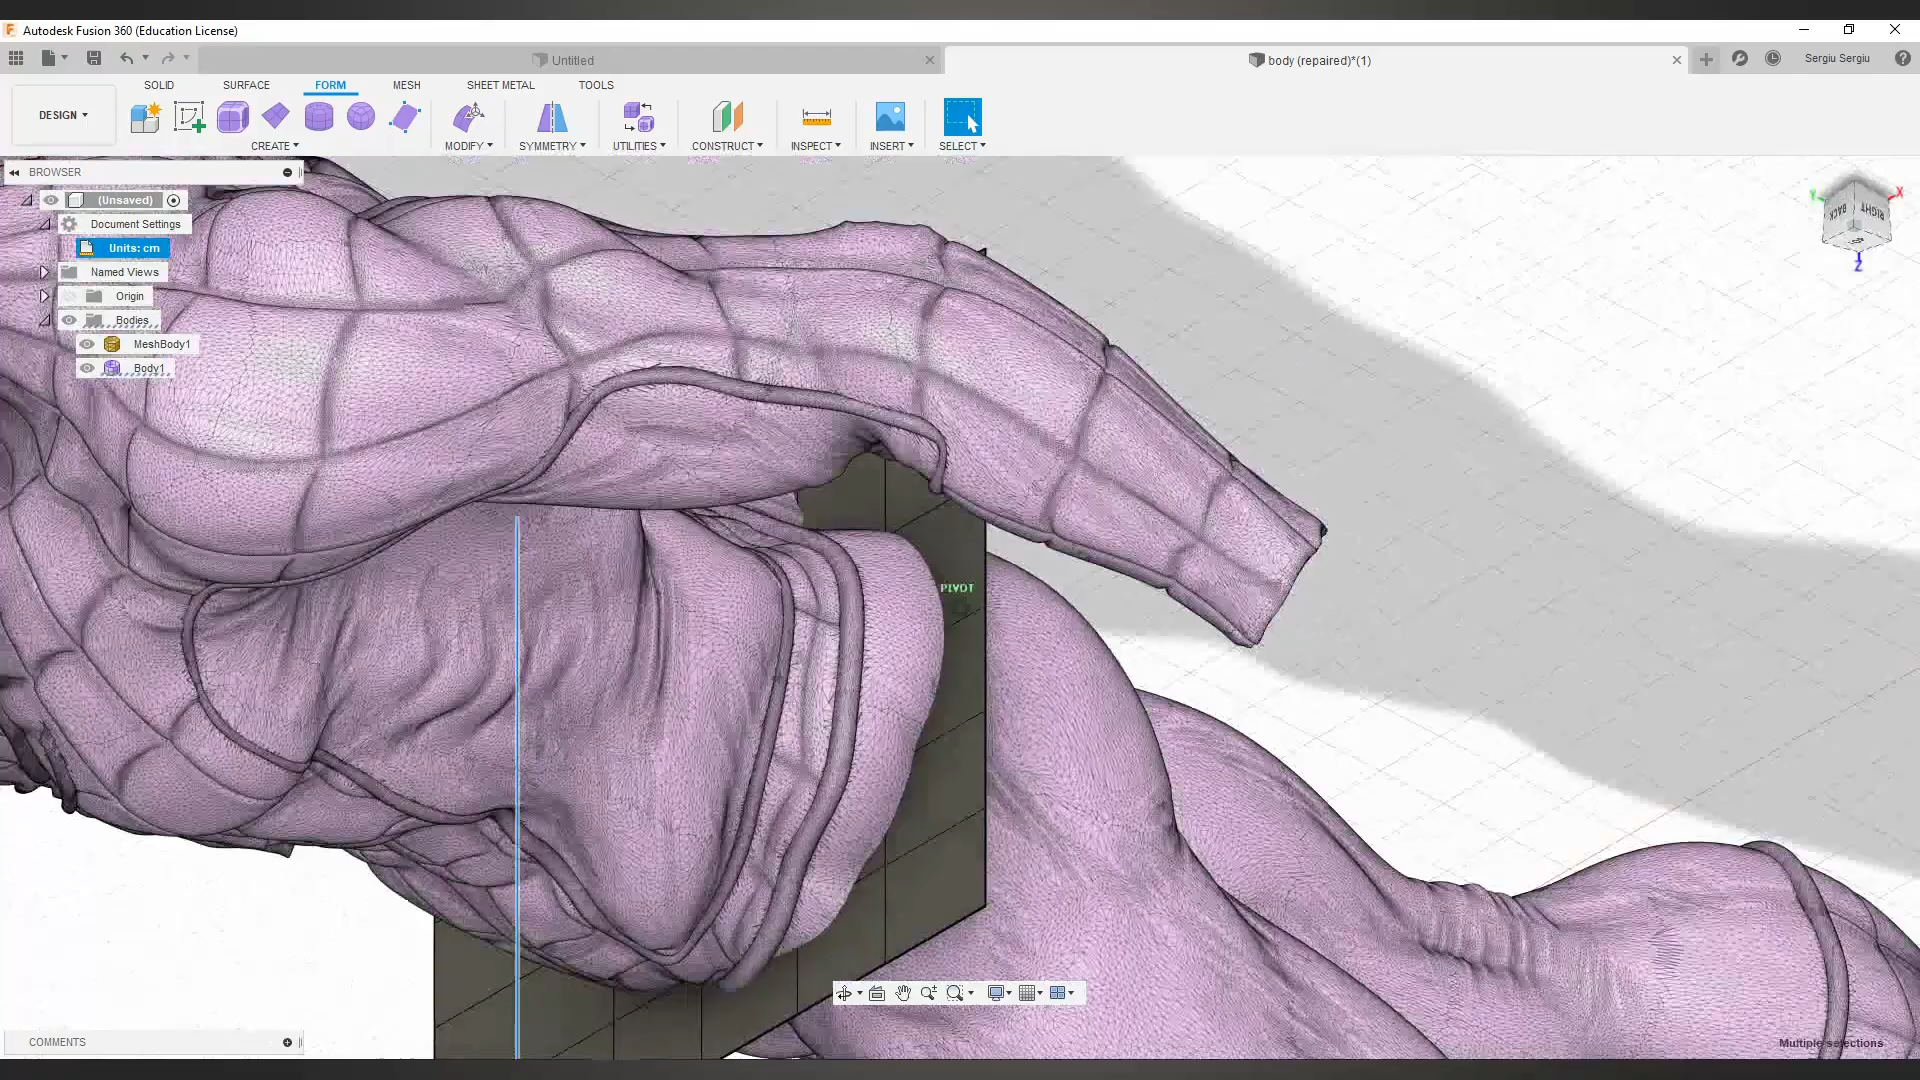 Autodesk Fusion 360 (Education License)
Untitled
body (repaired)*(1)
Sergiu Sergiu
SOLID
SURFACE
FORM
MESH
SHEET METAL
TOOLS
DESIGN
CREATE
MODIFY
SYMMETRY
UTILITIES
CONSTRUCT
INSPECT
INSERT
SELECT
BROWSER
(Unsaved)
Document Settings
Units: cm
Named Views
Origin
Bodies
MeshBody1
Body1
Y
X
BACK
RIGHT
Z
PIVOT
COMMENTS
Multiple selections